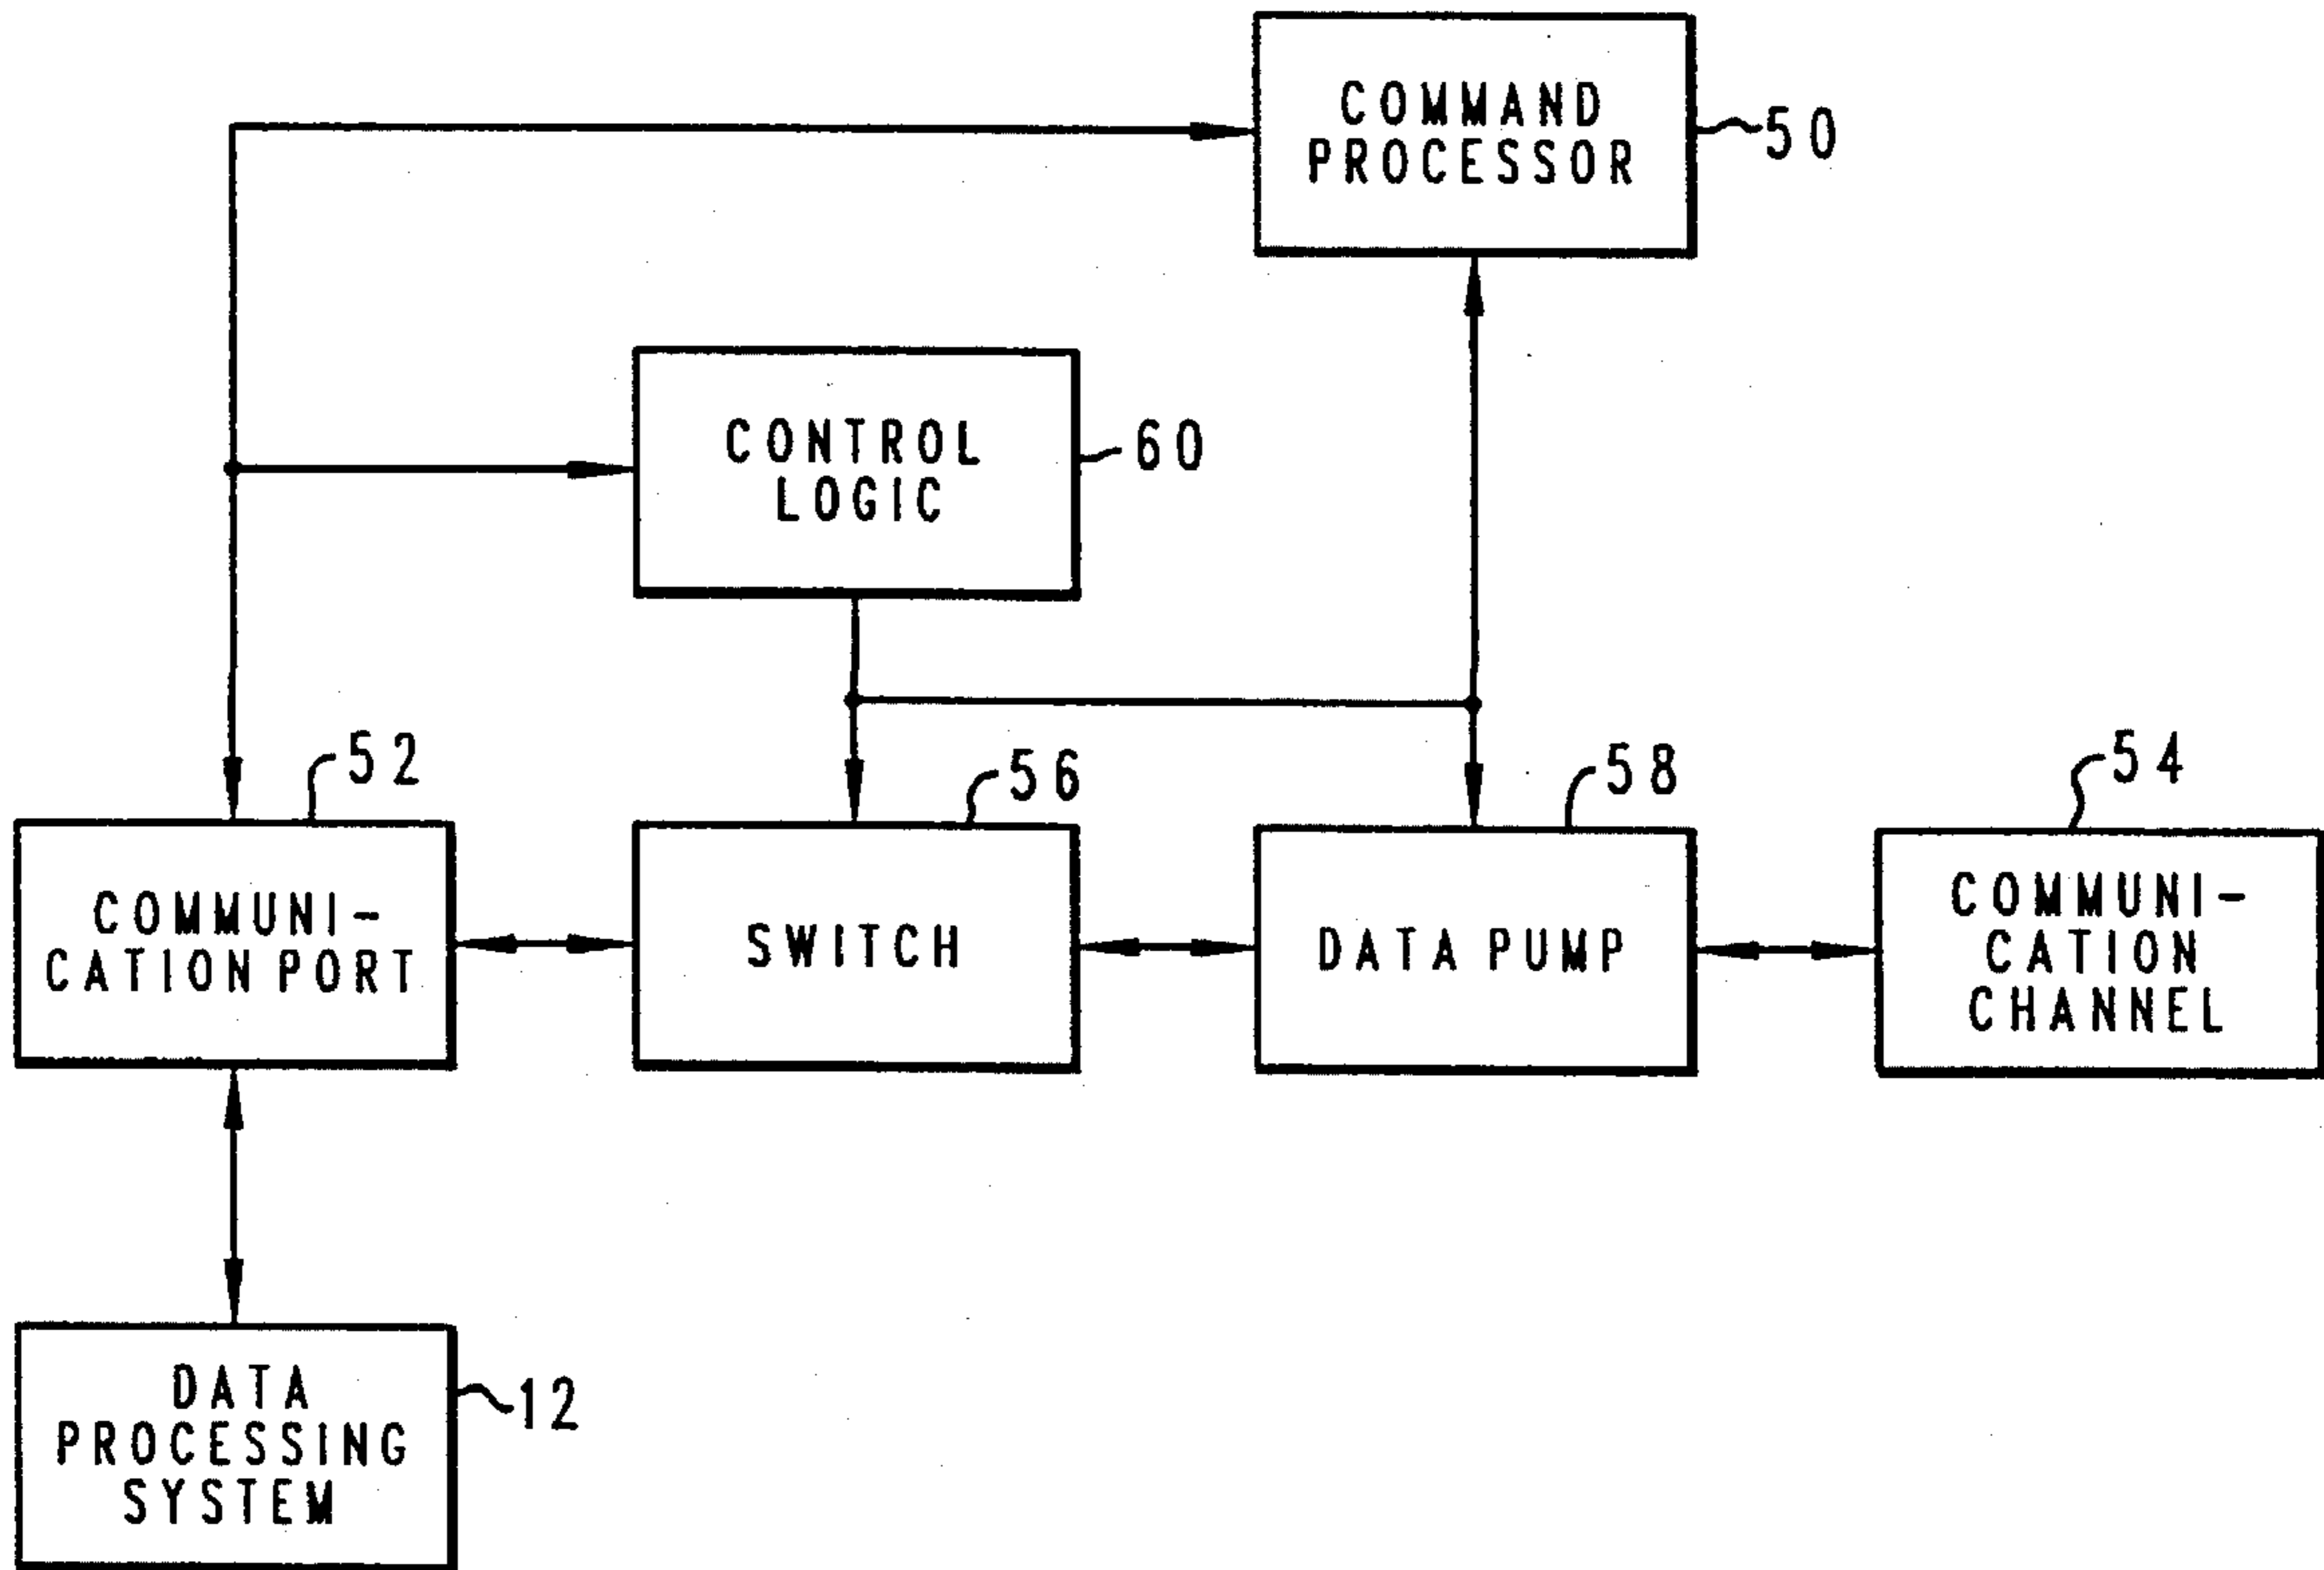 COMMAND
PROCESSOR
50
CONTROL
LOGIC
60
52
56
58
54
COMMUNI-
CATION PORT
SWITCH
DATA PUMP
COMMUNI-
CATION
CHANNEL
DATA
PROCESSING
SYSTEM
12